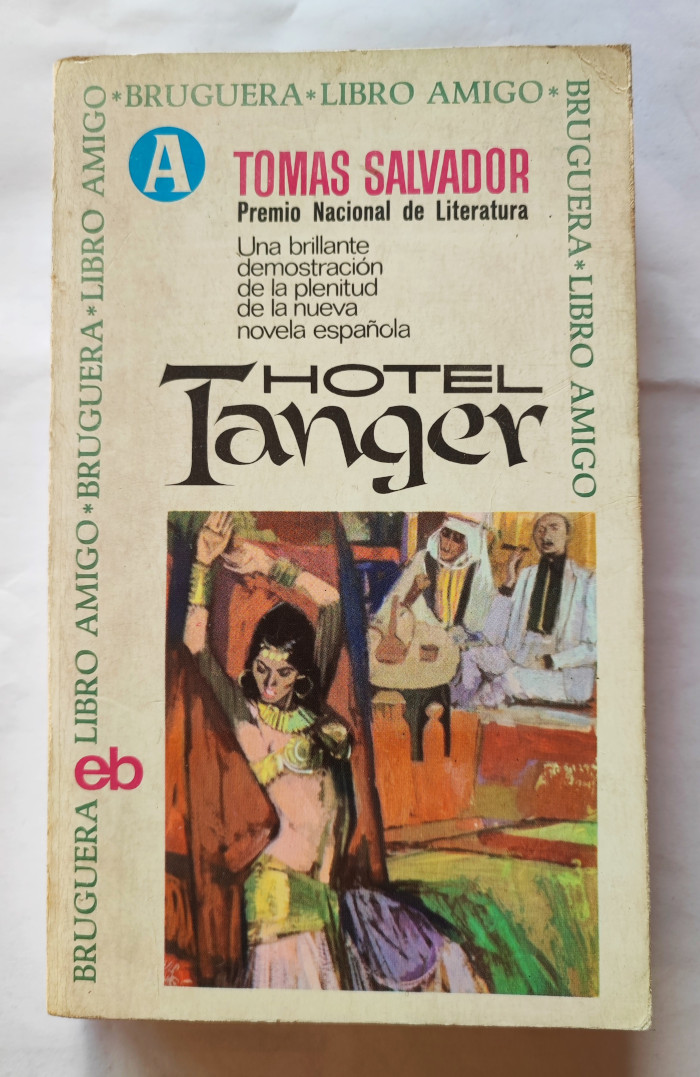 *BRUGUERA*LIBRO AMIGO*
BRUGUERA*LIBRO AMIGO
BRUGUERA LIBRO AMIGO*BRUGUERA*LIBRO AMIGO
A
TOMAS SALVADOR
Premio Nacional de Literatura
Una brillante
demostración
de la plenitud
de la nueva
novela española
HOTEL
Tanger
eb